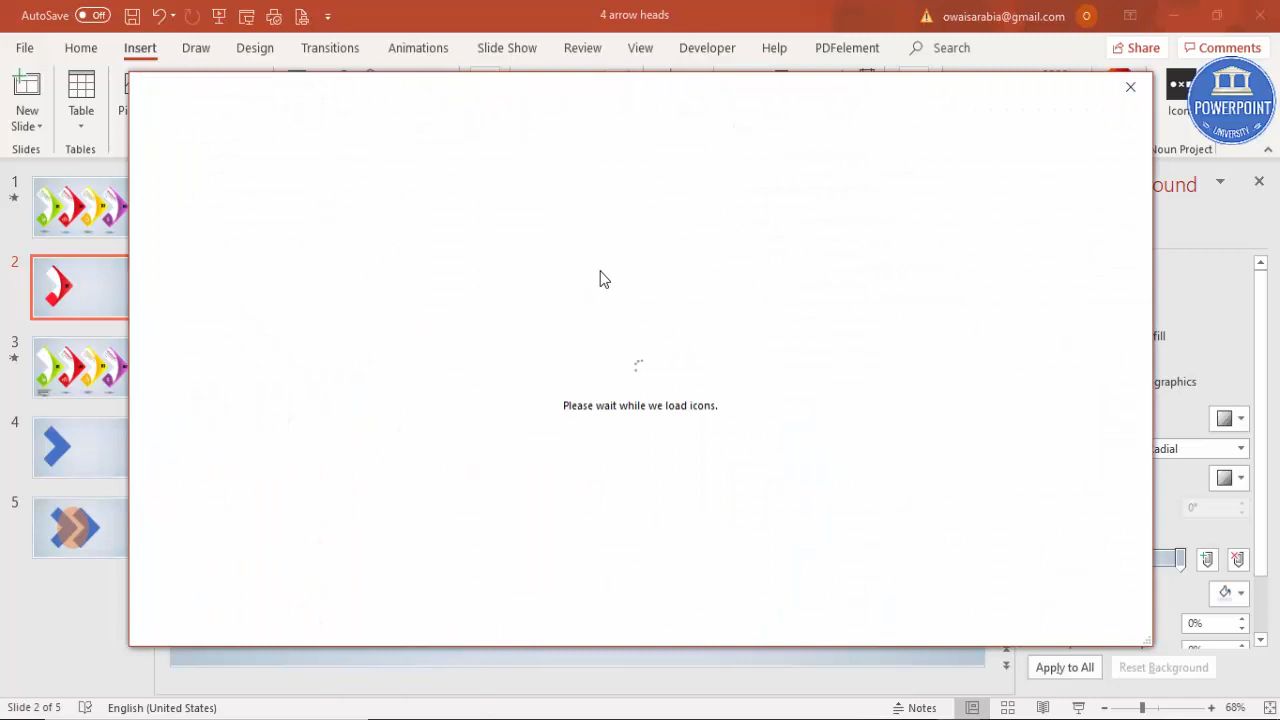 AutoSave Off
4 arrow heads
owaisarabia@gmail.com O
File Home Insert Draw Design Transitions Animations Slide Show Review View Developer Help PDFelement Search Share Comments
New
Slide
Slides
Table
Tables
Noun Project
POWERPOINT
UNIVERSITY
1
2
3
4
5
Please wait while we load icons.
ound
fill
graphics
adial
0°
0%
Apply to All Reset Background
Slide 2 of 5 English (United States) Notes 68%